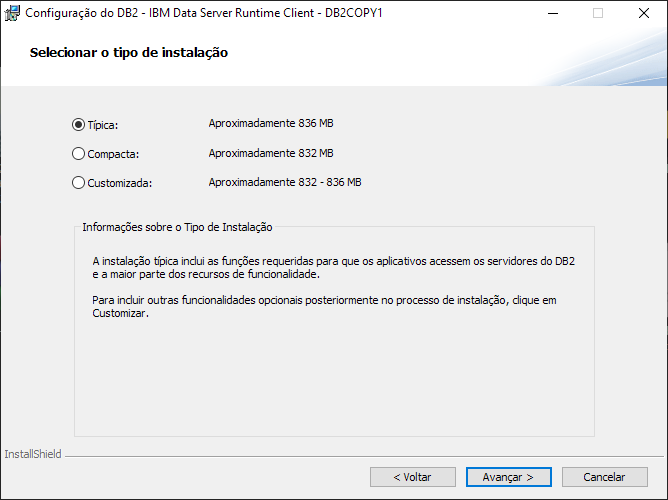 Configuração do DB2 - IBM Data Server Runtime Client - DB2COPY1
Selecionar o tipo de instalação
Típica: Aproximadamente 836 MB
Compacta: Aproximadamente 832 MB
Customizada: Aproximadamente 832 - 836 MB
Informações sobre o Tipo de Instalação
A instalação típica inclui as funções requeridas para que os aplicativos acessem os servidores do DB2
e a maior parte dos recursos de funcionalidade.
Para incluir outras funcionalidades opcionais posteriormente no processo de instalação, clique em
Customizar.
InstallShield
< Voltar Avançar > Cancelar